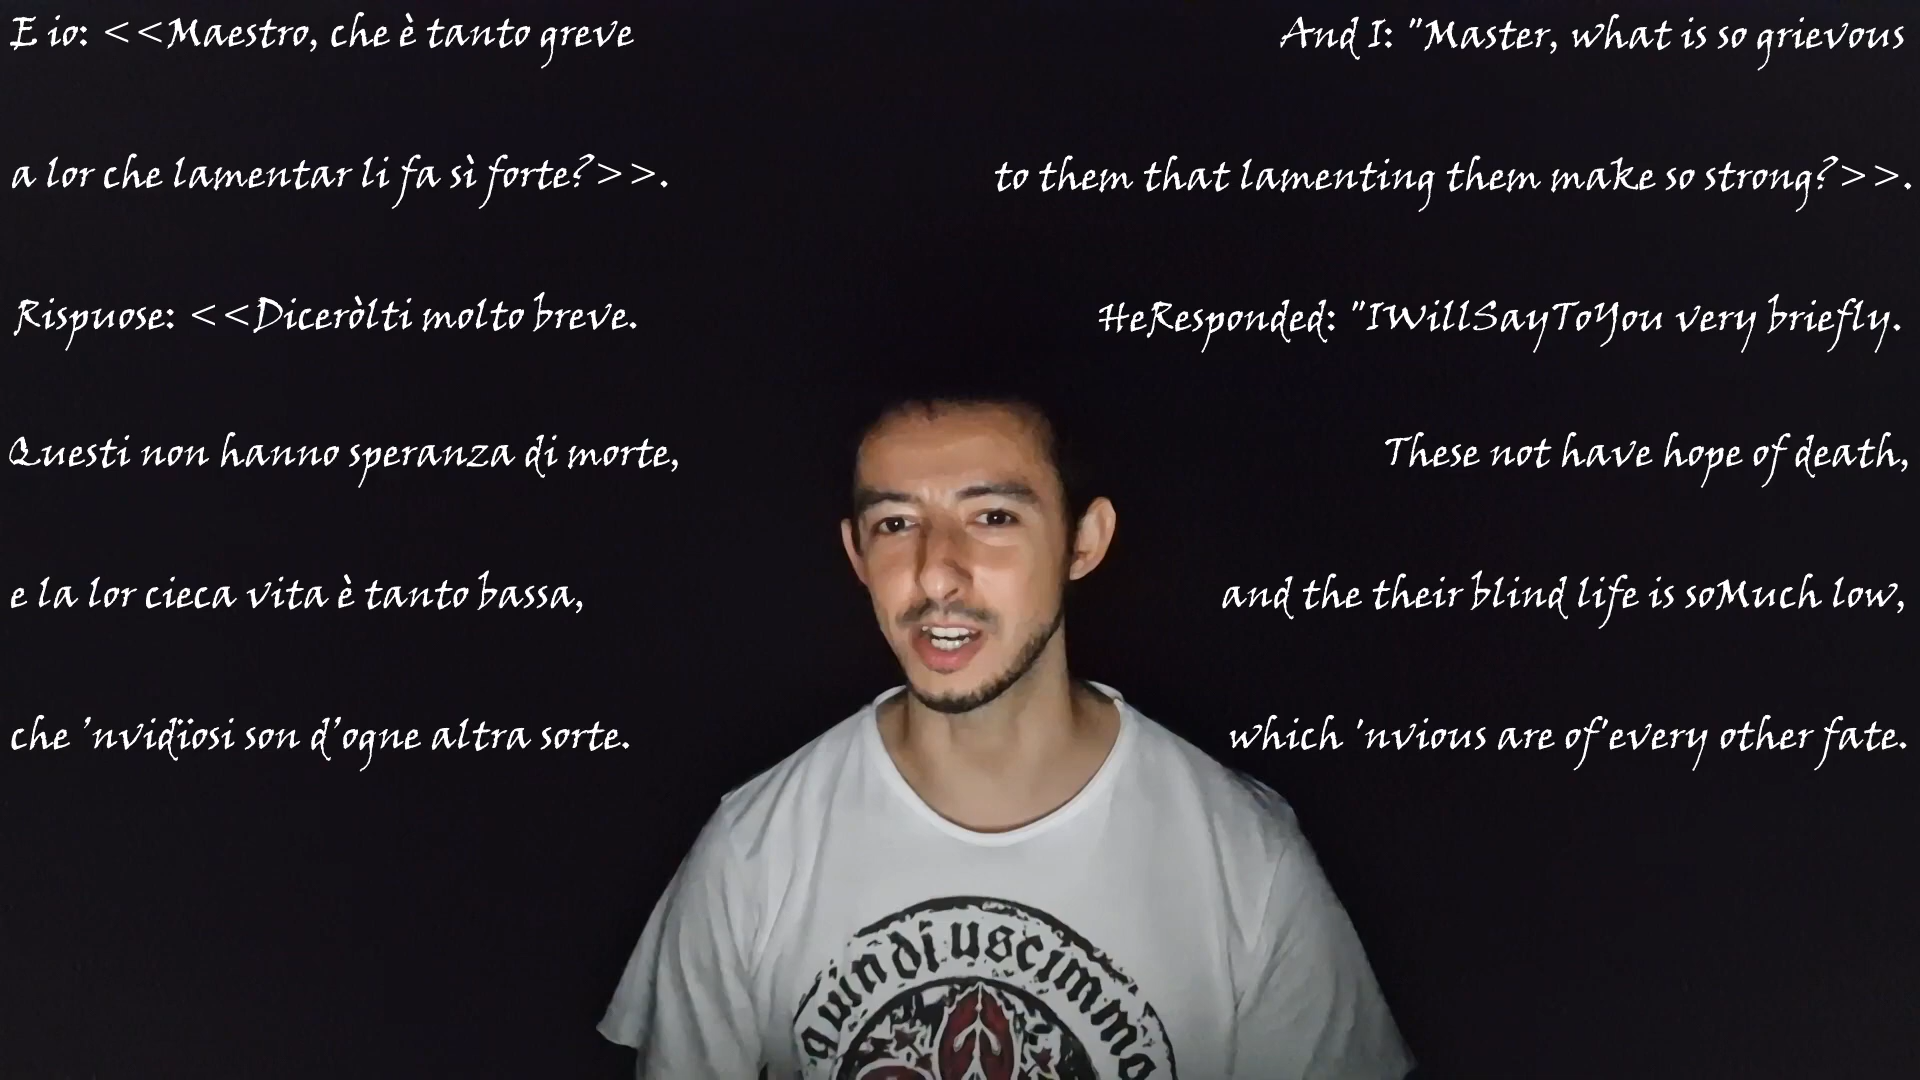 E io: <<Maestro, che è tanto greve
And I: "Master, what is so grievous
a lor che lamentar li fa sì forte?>>.
to them that lamenting them make so strong?>>.
Rispuose: <<Diceròlti molto breve.
HeResponded: "IWillSayToYou very briefly.
Questi non hanno speranza di morte,
These not have hope of death,
e la lor cieca vita è tanto bassa,
and the their blind life is soMuch low,
che 'nvidïosi son d'ogne altra sorte.
which 'nvious are of'every other fate.
quindi uscimmo